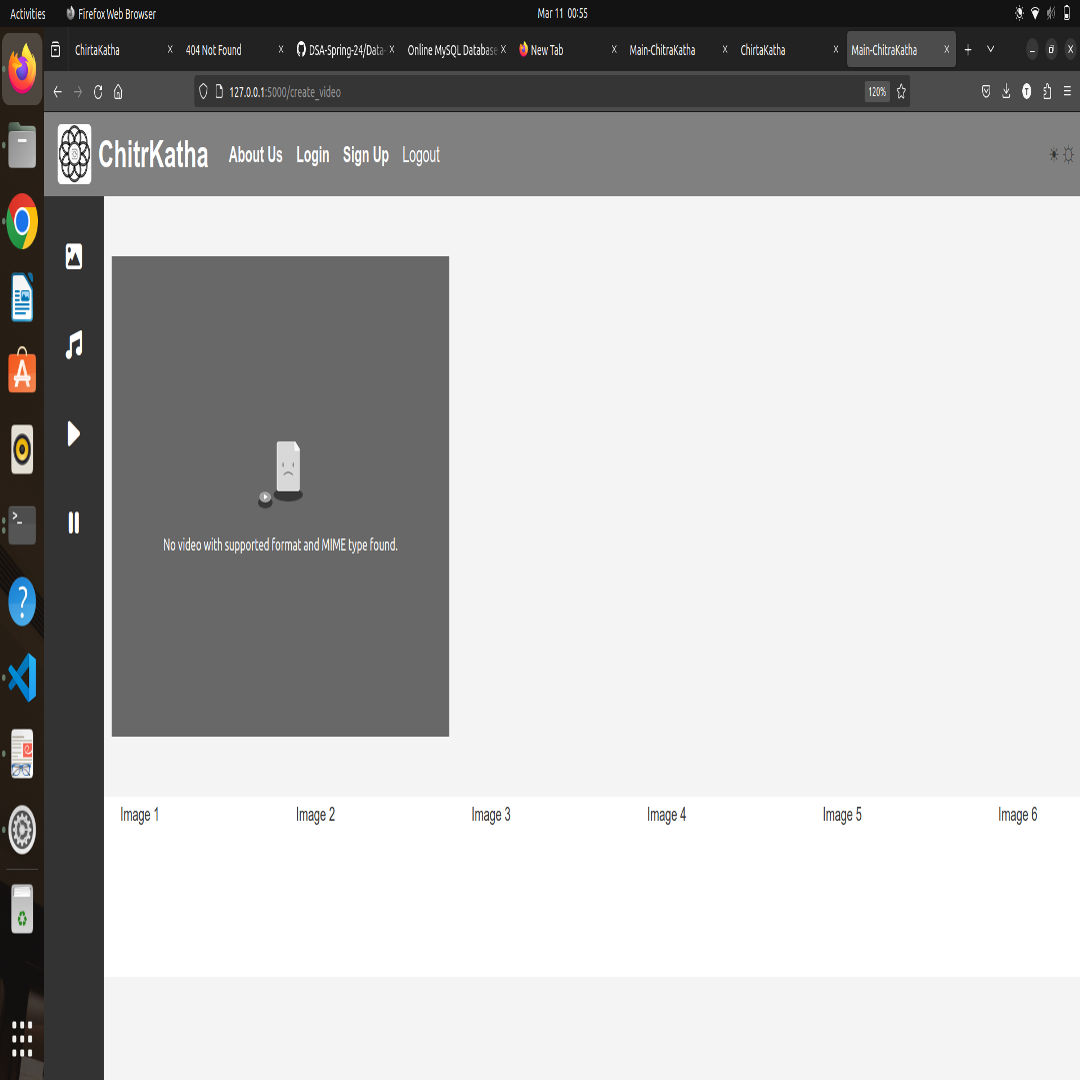 Activities Firefox Web Browser Mar 11 00:55
ChirtaKatha 404 Not Found DSA-Spring-24/Data- Online MySQL Database New Tab Main-ChitraKatha ChirtaKatha Main-ChitraKatha
127.0.0.1:5000/create_video 120%
ChitrKatha About Us Login Sign Up Logout
No video with supported format and MIME type found.
Image 1 Image 2 Image 3 Image 4 Image 5 Image 6